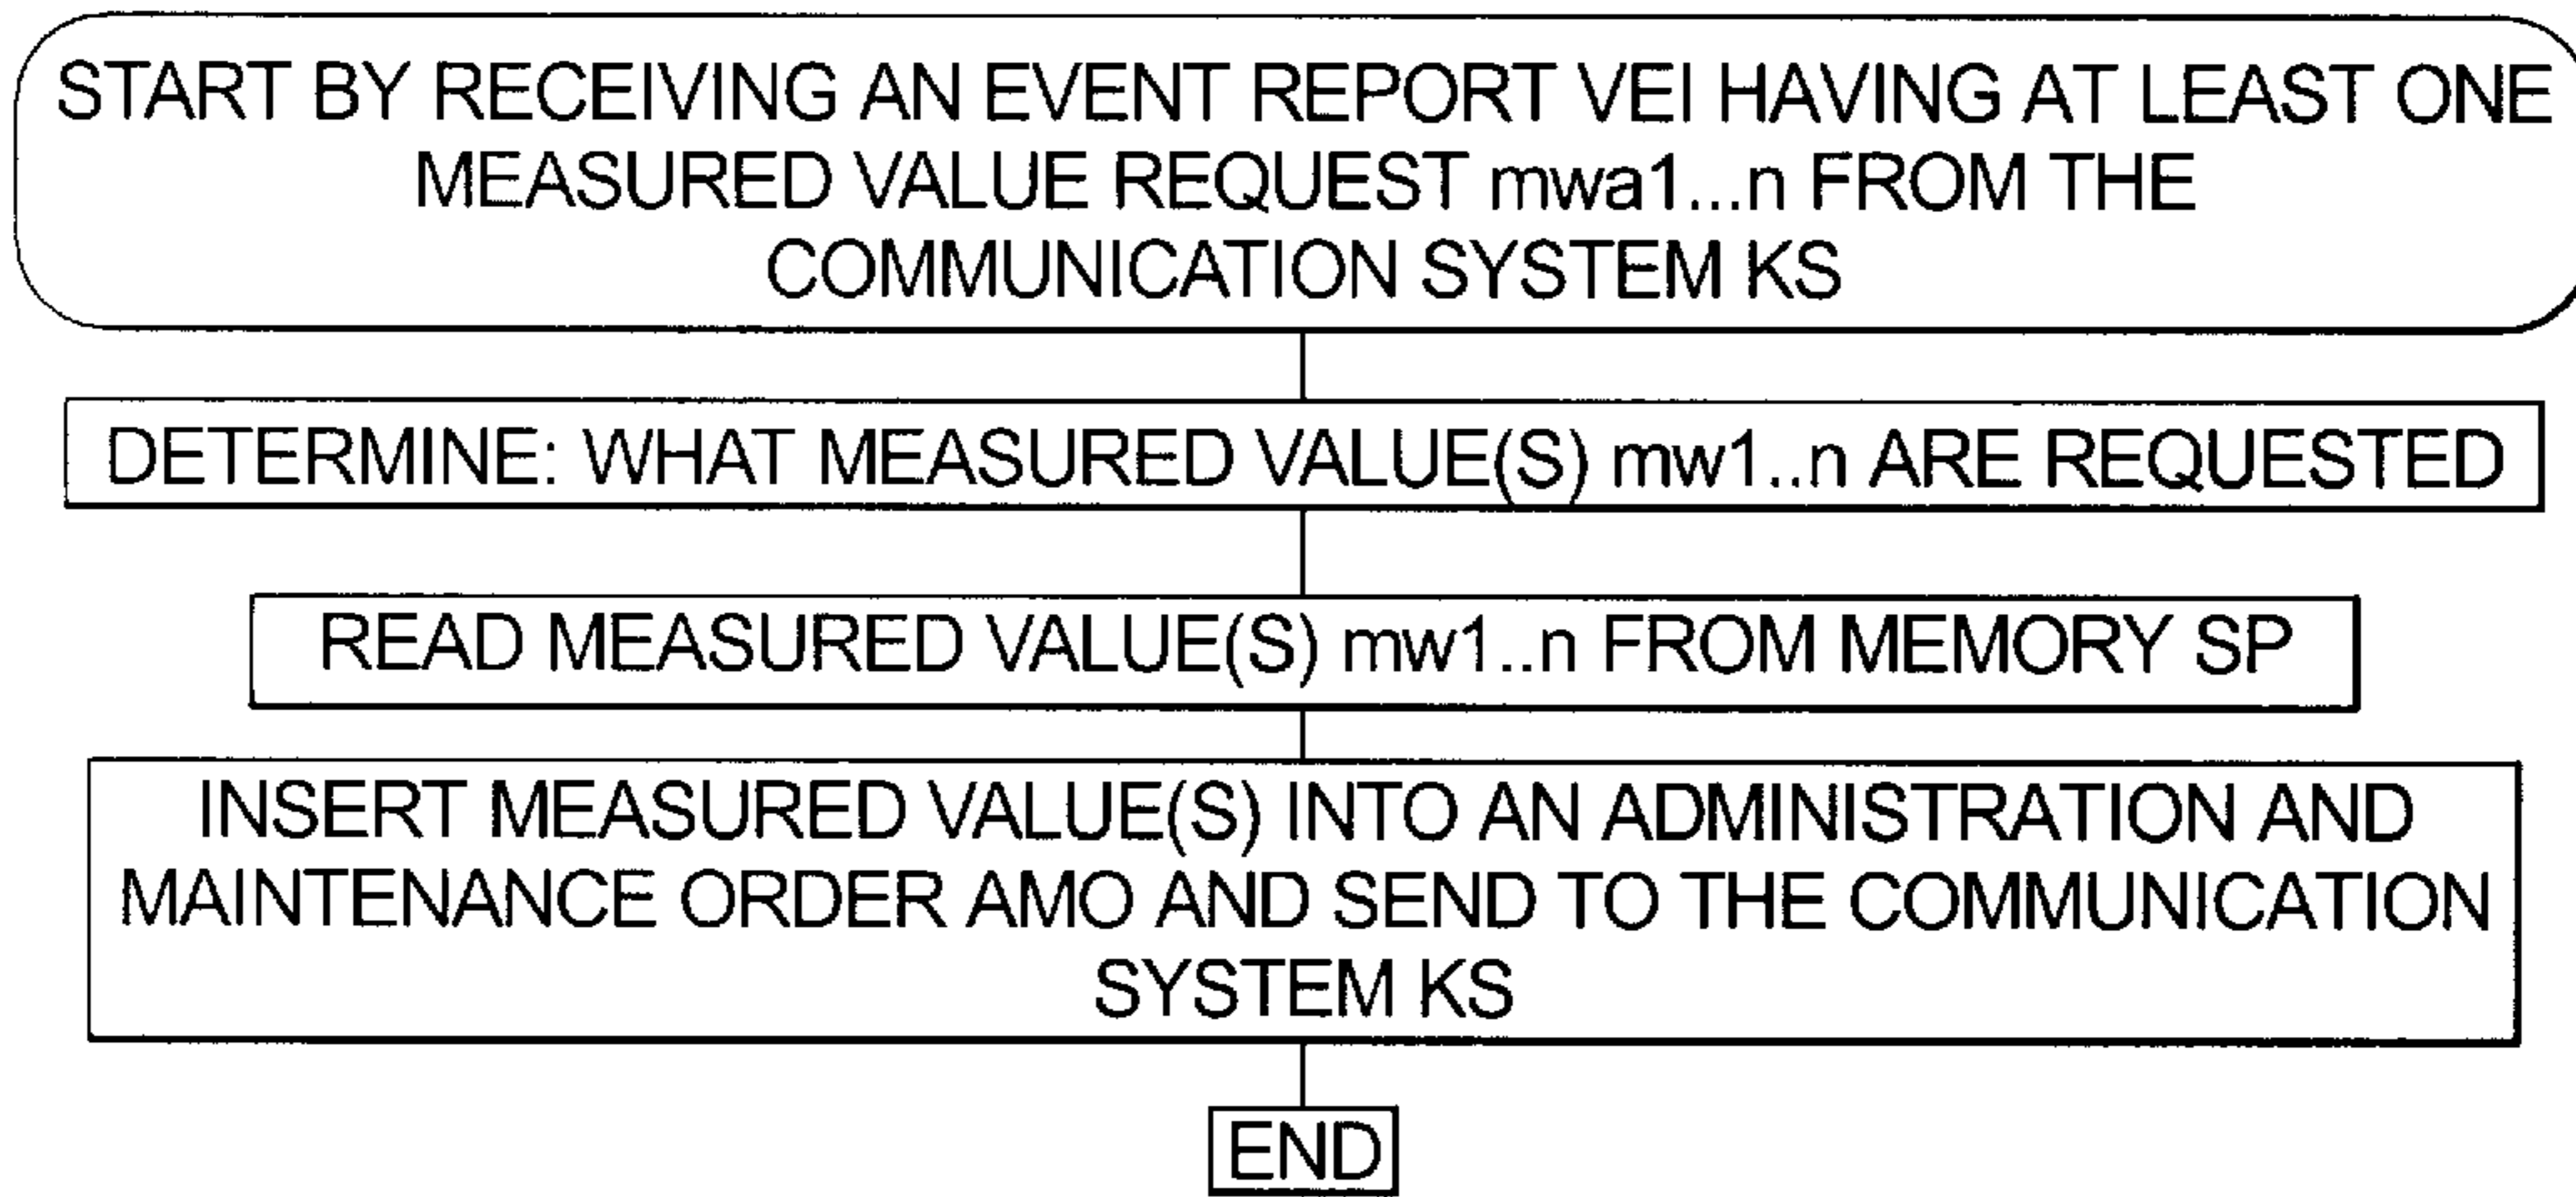 START BY RECEIVING AN EVENT REPORT VEI HAVING AT LEAST ONE
MEASURED VALUE REQUEST mwa1...n FROM THE
COMMUNICATION SYSTEM KS
DETERMINE: WHAT MEASURED VALUE(S) mw1..n ARE REQUESTED
READ MEASURED VALUE(S) mw1..n FROM MEMORY SP
INSERT MEASURED VALUE(S) INTO AN ADMINISTRATION AND
MAINTENANCE ORDER AMO AND SEND TO THE COMMUNICATION
SYSTEM KS
END